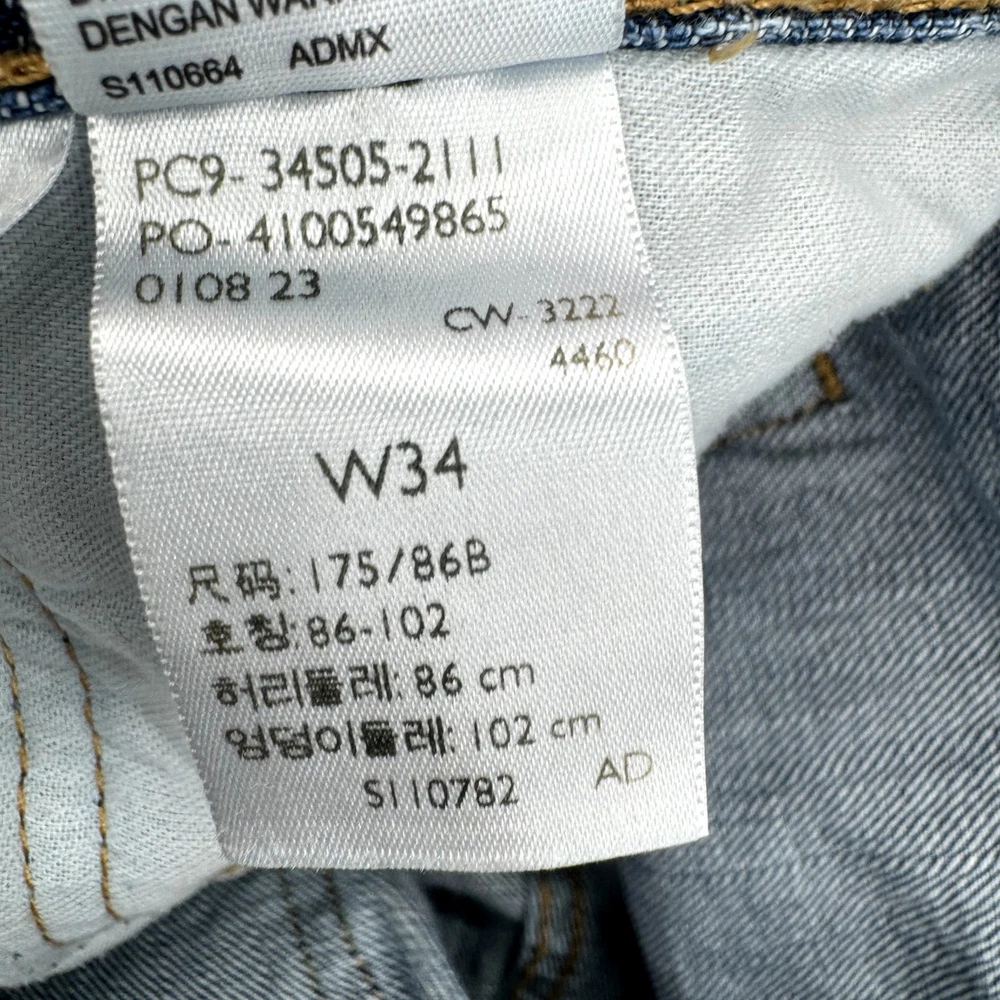 DENGAN
S110664 ADMX
PC9- 34505-2111
PO- 4100549865
0108 23
CW- 3222
4460
W34
尺码: 175/86B
호칭: 86-102
허리둘레: 86 cm
엉덩이둘레: 102 cm
S110782 AD